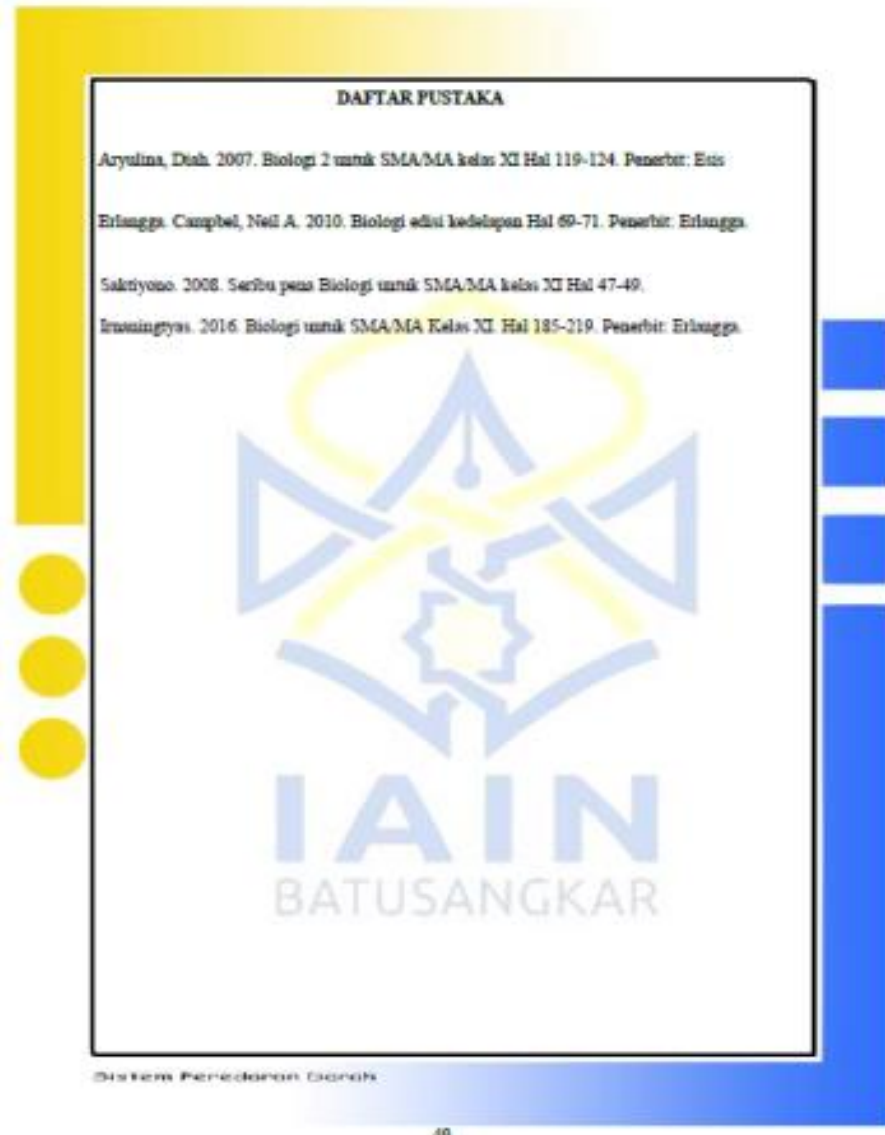 DAFTAR PUSTAKA
Aryulina, Diah. 2007. Biologi 2 untuk SMA/MA kelas XI Hal 119-124. Penerbit: Esis
Erlangga. Campbel, Neil A. 2010. Biologi edisi kedelapan Hal 69-71. Penerbit: Erlangga.
Saktiyono. 2008. Seribu pena Biologi untuk SMA/MA kelas XI Hal 47-49.
Irnaningtyas. 2016. Biologi untuk SMA/MA Kelas XI. Hal 185-219. Penerbit: Erlangga.
IAIN
BATUSANGKAR
Sistem Peredaran Darah